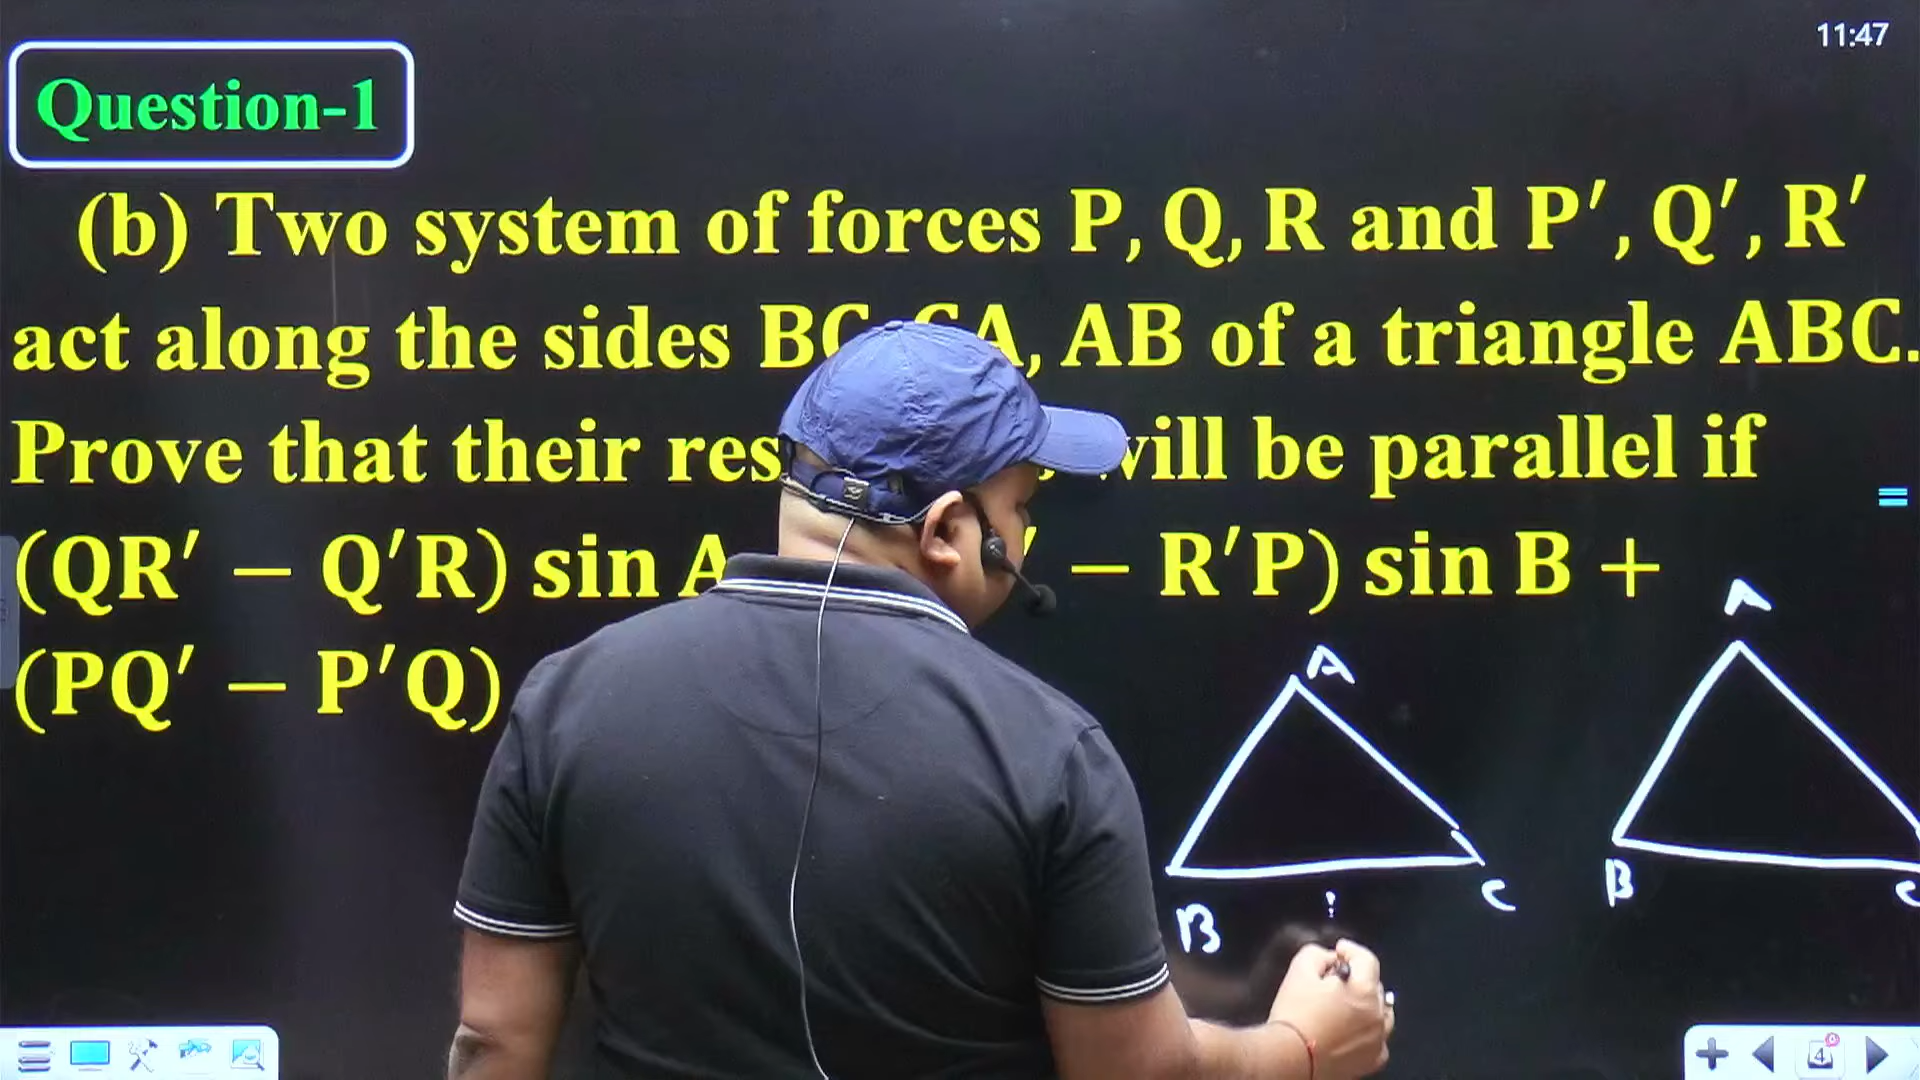 11:47
Question-1
(b) Two system of forces P, Q, R and P′, Q′, R′
act along the sides BC, CA, AB of a triangle ABC.
Prove that their will be parallel if
(QR′ − Q′R) sin A − R′P) sin B +
(PQ′ − P′Q)
A
B
C
A
B
C
4